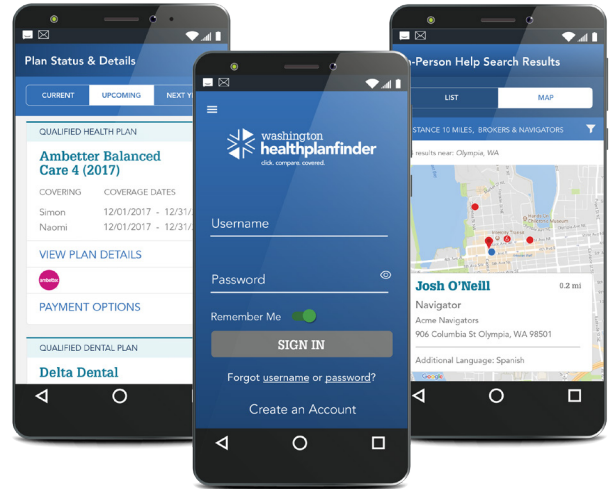 Plan Status & Details
CURRENT
UPCOMING
NEXT
QUALIFIED HEALTH PLAN
Ambetter Balanced
Care 4 (2017)
COVERING COVERAGE DATES
Simon 12/01/2017 - 12/31/
Naomi 12/01/2017 - 12/31/
VIEW PLAN DETAILS
ambetter
PAYMENT OPTIONS
QUALIFIED DENTAL PLAN
Delta Dental
washington
healthplanfinder
click. compare. covered.
Username
Password
Remember Me
SIGN IN
Forgot username or password?
Create an Account
n-Person Help Search Results
LIST
MAP
STANCE 10 MILES, BROKERS & NAVIGATORS
results near: Olympia, WA
Josh O'Neill 0.2 mi
Navigator
Acme Navigators
906 Columbia St Olympia, WA 98501
Additional Language: Spanish
Google